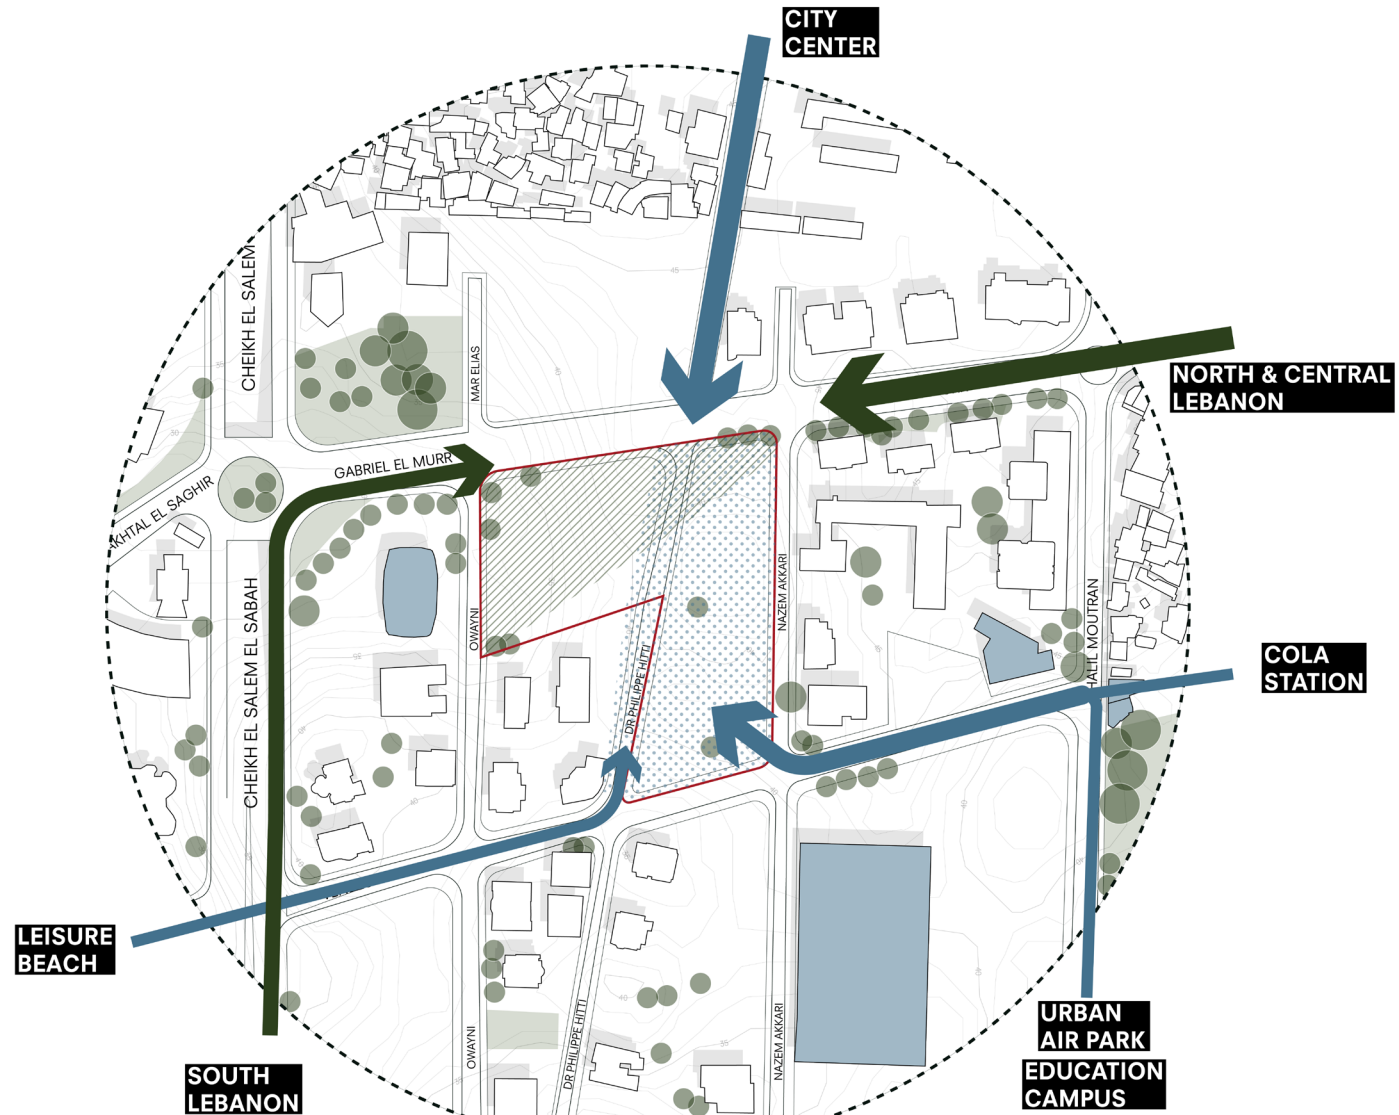 CITY
CENTER
CHEIKH EL SALEM
45
MAR ELIAS
NORTH & CENTRAL
LEBANON
GABRIEL EL MURR
AKHTAL EL SAGHIR
CHEIKH EL SALEM EL SABAH
OWAYNI
DR PHILIPPE HITTI
NAZEM AKKARI
KHALIL MOUTRAN
COLA
STATION
LEISURE
BEACH
SOUTH
LEBANON
OWAYNI
DR PHILIPPE HITTI
NAZEM AKKARI
URBAN
AIR PARK
EDUCATION
CAMPUS